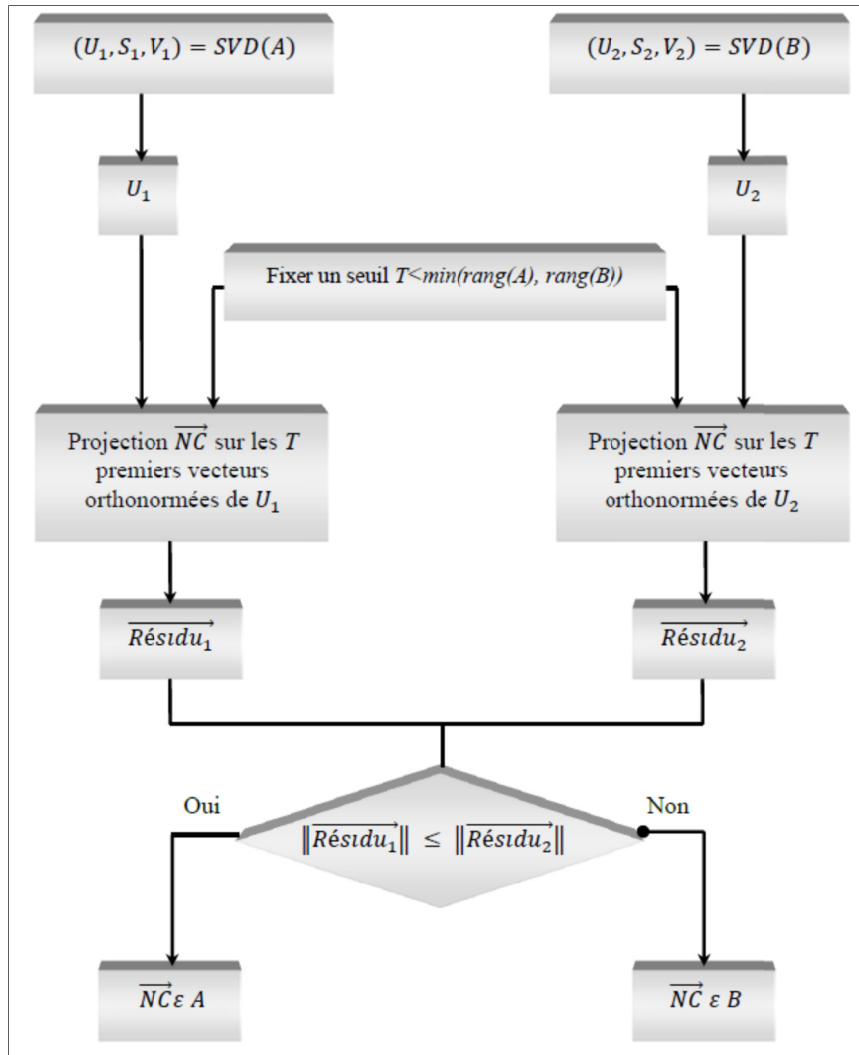 (U₁, S₁, V₁) = SVD(A)
(U₂, S₂, V₂) = SVD(B)
U₁
U₂
Fixer un seuil T<min(rang(A), rang(B))
Projection NC⃗ sur les T
premiers vecteurs
orthonormées de U₁
Projection NC⃗ sur les T
premiers vecteurs
orthonormées de U₂
Résıdu₁⃗
Résıdu₂⃗
Oui
Non
‖Résıdu₁⃗‖ ≤ ‖Résıdu₂⃗‖
NC⃗ ε A
NC⃗ ε B